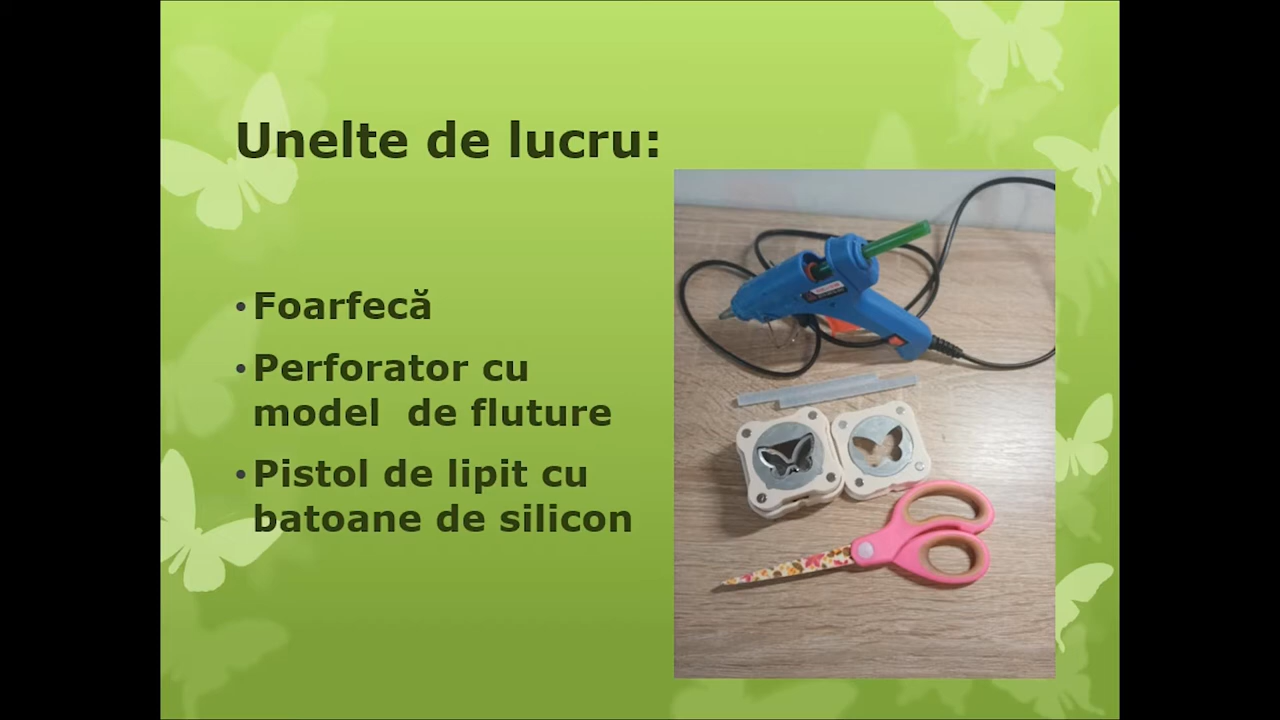 Unelte de lucru:
• Foarfecă
• Perforator cu
model de fluture
• Pistol de lipit cu
batoane de silicon